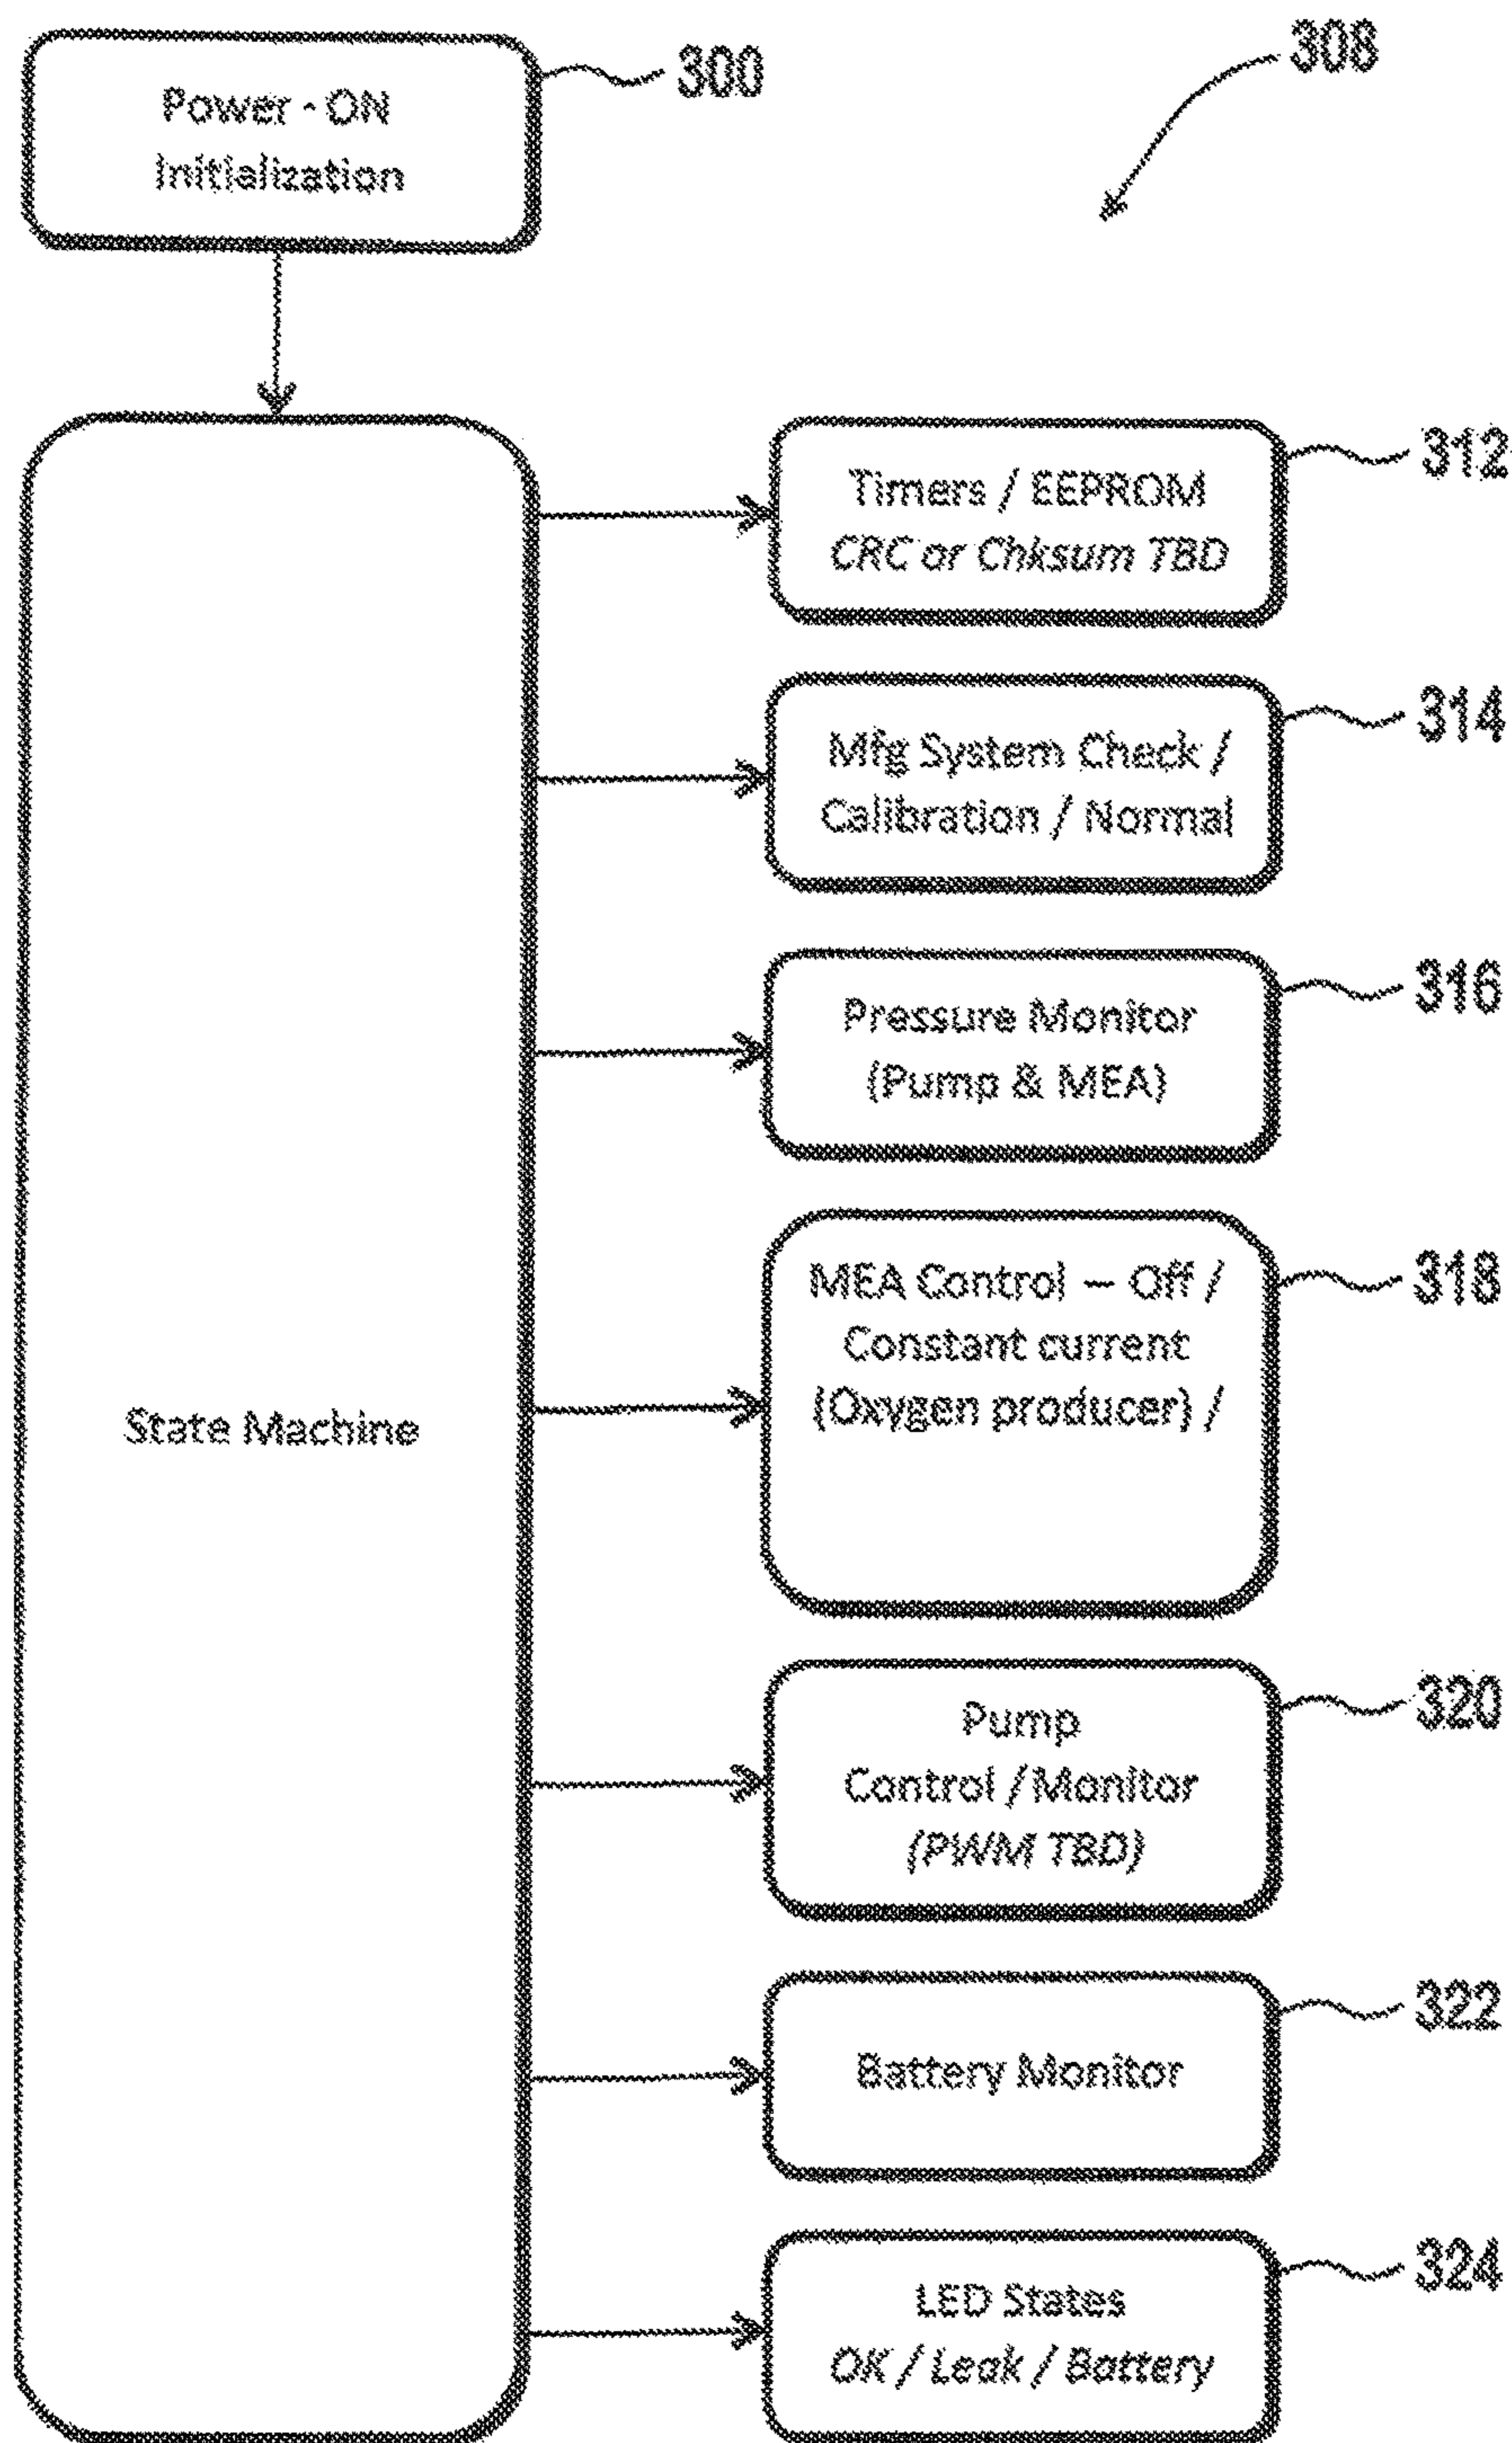 Power - ON
Initialization
300
308
State Machine
Timers / EEPROM
CRC or Chksum TBD
312
Mfg System Check /
Calibration / Normal
314
Pressure Monitor
(Pump & MEA)
316
MEA Control – Off /
Constant current
(Oxygen producer) /
318
Pump
Control / Monitor
(PWM TBD)
320
Battery Monitor
322
LED States
OK / Leak / Battery
324